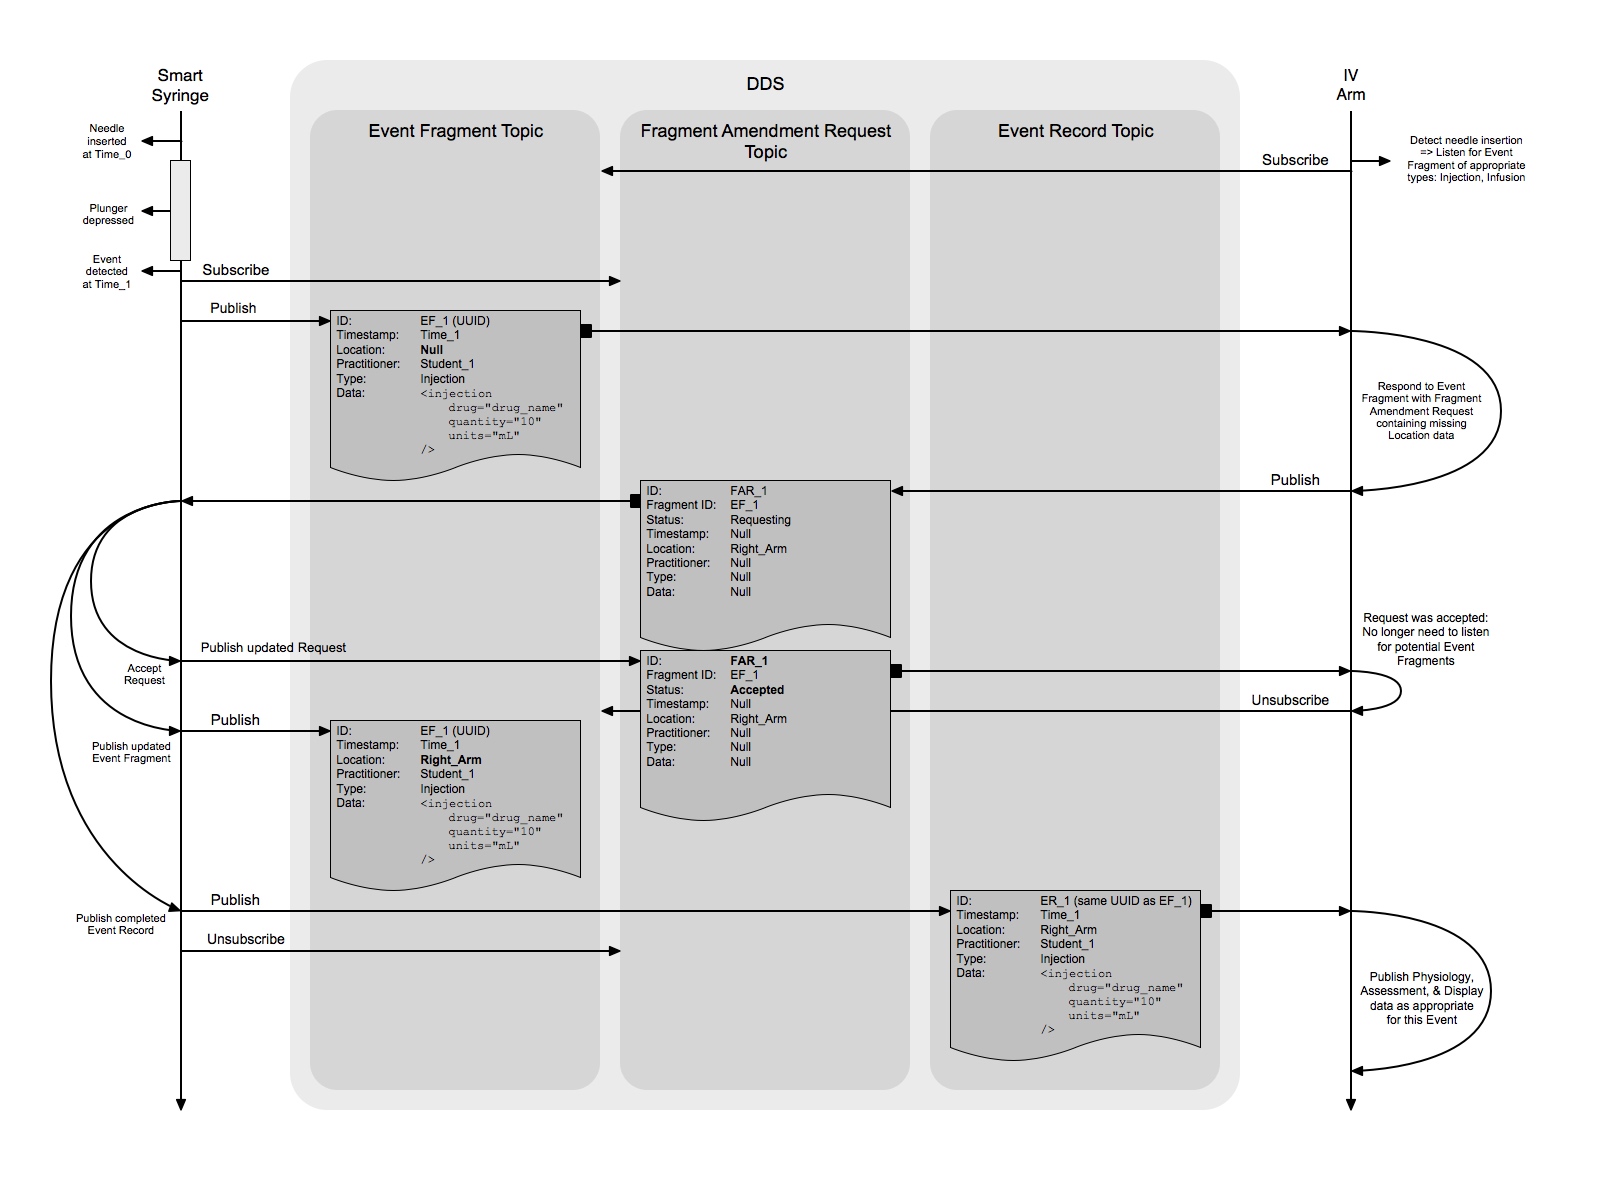 Smart
Syringe
DDS
IV
Arm
Event Fragment Topic
Fragment Amendment Request
Topic
Event Record Topic
Needle
inserted
at Time_0
Subscribe
Detect needle insertion
=> Listen for Event
Fragment of appropriate
types: Injection, Infusion
Plunger
depressed
Event
detected
at Time_1
Subscribe
Publish
ID: EF_1 (UUID)
Timestamp: Time_1
Location: Null
Practitioner: Student_1
Type: Injection
Data: <injection
drug="drug_name"
quantity="10"
units="mL"
/>
Respond to Event
Fragment with Fragment
Amendment Request
containing missing
Location data
Publish
ID: FAR_1
Fragment ID: EF_1
Status: Requesting
Timestamp: Null
Location: Right_Arm
Practitioner: Null
Type: Null
Data: Null
Request was accepted:
No longer need to listen
for potential Event
Fragments
Accept
Request
Publish updated Request
ID: FAR_1
Fragment ID: EF_1
Status: Accepted
Timestamp: Null
Location: Right_Arm
Practitioner: Null
Type: Null
Data: Null
Unsubscribe
Publish updated
Event Fragment
Publish
ID: EF_1 (UUID)
Timestamp: Time_1
Location: Right_Arm
Practitioner: Student_1
Type: Injection
Data: <injection
drug="drug_name"
quantity="10"
units="mL"
/>
Publish completed
Event Record
Publish
ID: ER_1 (same UUID as EF_1)
Timestamp: Time_1
Location: Right_Arm
Practitioner: Student_1
Type: Injection
Data: <injection
drug="drug_name"
quantity="10"
units="mL"
/>
Unsubscribe
Publish Physiology,
Assessment, & Display
data as appropriate
for this Event